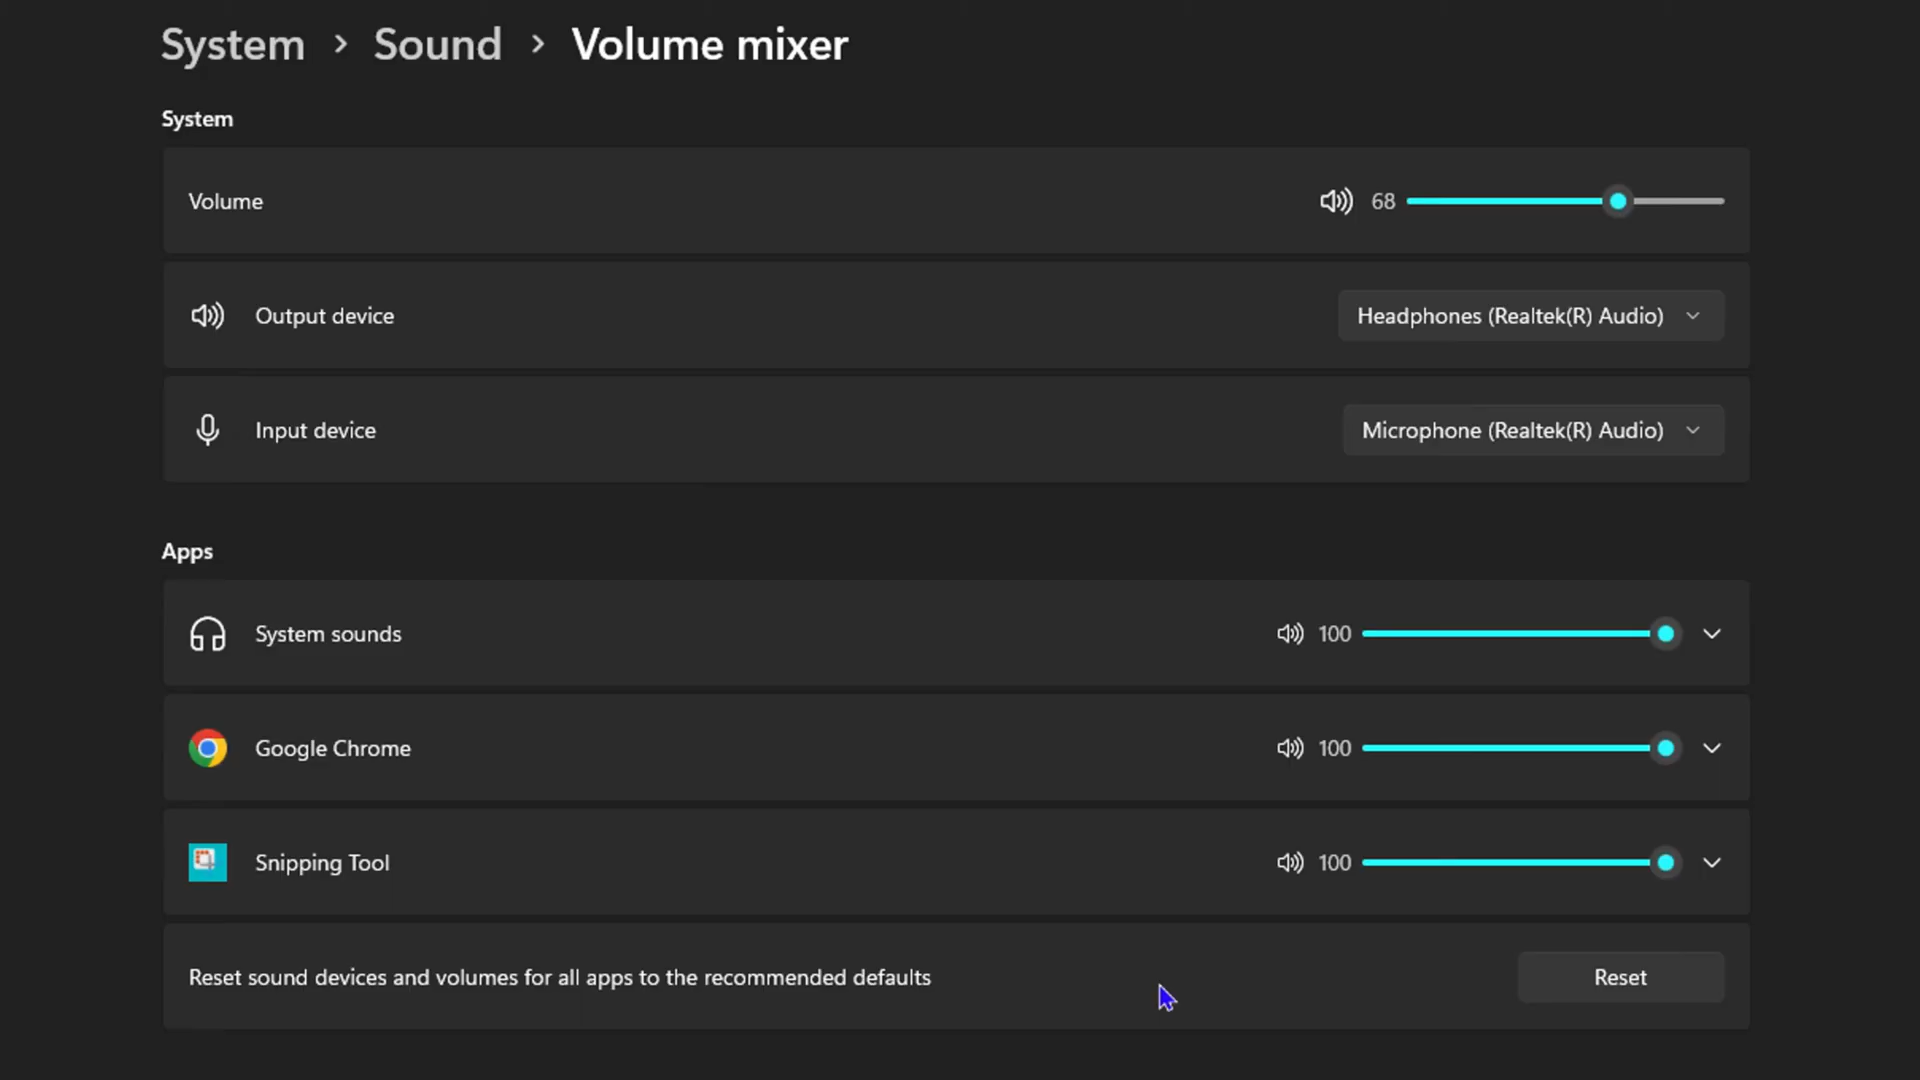 System > Sound > Volume mixer
System
Volume 68
Output device Headphones (Realtek(R) Audio)
Input device Microphone (Realtek(R) Audio)
Apps
System sounds 100
Google Chrome 100
Snipping Tool 100
Reset sound devices and volumes for all apps to the recommended defaults Reset